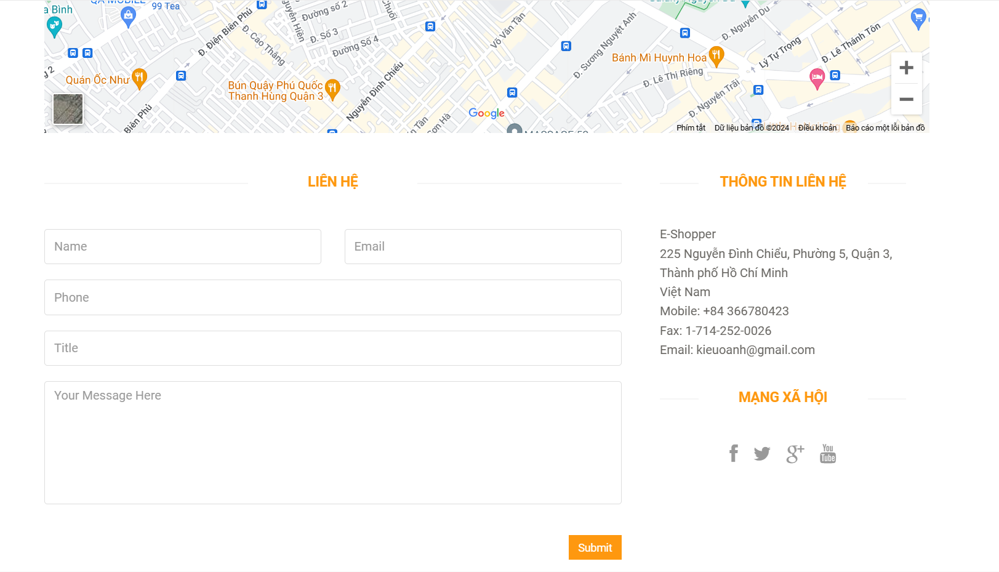 QA MOBILE
99 Tea
a Bình
Đường số 2
Đ. Điện Biên Phủ
Đ. Cao Thắng
Đ. Số 3
Đường Số 4
Võ Văn Tần
Đ. Sương Nguyệt Ánh
Đ. Nguyễn Du
Đ. Lê Thánh Tôn
Lý Tự Trọng
Bánh Mì Huynh Hoa
Đ. Lê Thị Riêng
Đ. Nguyễn Trãi
Quán Ốc Như
Bún Quậy Phú Quốc
Thanh Hùng Quận 3
Nguyễn Đình Chiểu
Biên Phủ
Google
MASSAGE 52
Phím tắt
Dữ liệu bản đồ ©2024
Điều khoản
Báo cáo một lỗi bản đồ
LIÊN HỆ
Name
Email
Phone
Title
Your Message Here
Submit
THÔNG TIN LIÊN HỆ
E-Shopper
225 Nguyễn Đình Chiểu, Phường 5, Quận 3,
Thành phố Hồ Chí Minh
Việt Nam
Mobile: +84 366780423
Fax: 1-714-252-0026
Email: kieuoanh@gmail.com
MẠNG XÃ HỘI
You
Tube